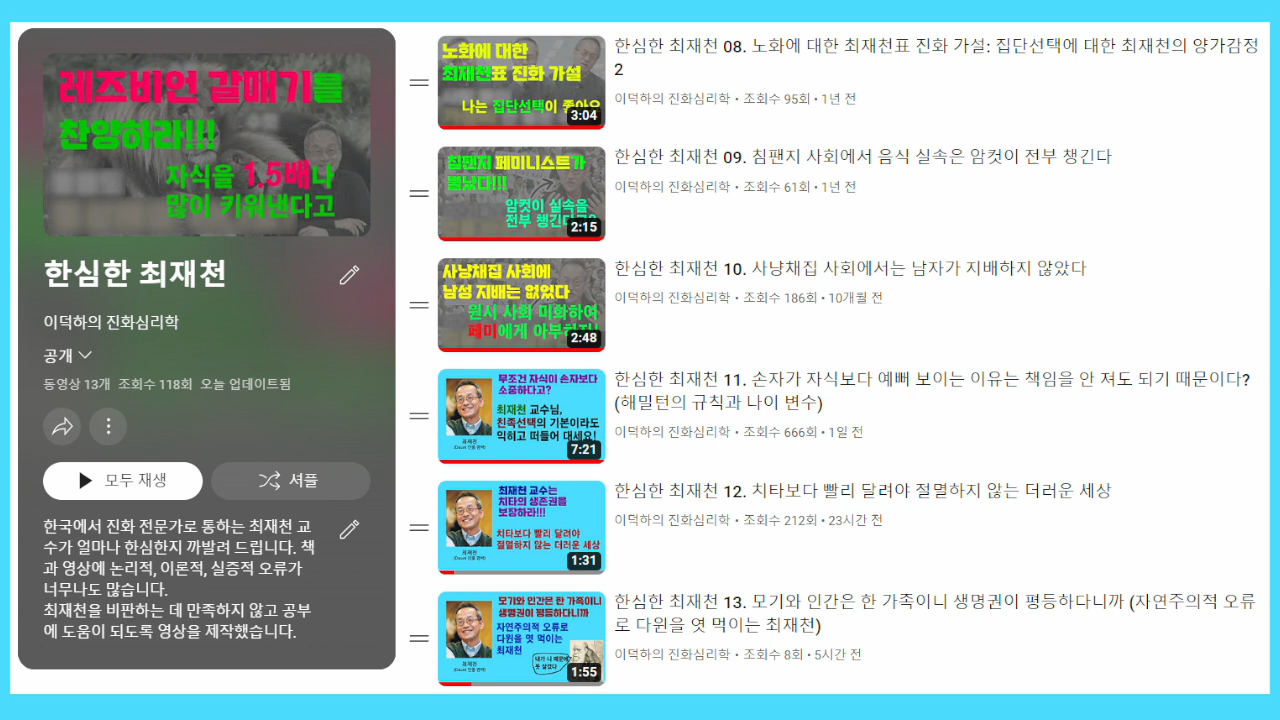 레즈비언 갈매기를
찬양하라!!!
자식을 1.5배나
많이 키워낸다고
한심한 최재천
이덕하의 진화심리학
공개
동영상 13개 조회수 118회 오늘 업데이트됨
모두 재생
셔플
한국에서 진화 전문가로 통하는 최재천 교
수가 얼마나 한심한지 까발려 드립니다. 책
과 영상에 논리적, 이론적, 실증적 오류가
너무나도 많습니다.
최재천을 비판하는 데 만족하지 않고 공부
에 도움이 되도록 영상을 제작했습니다.
노화에 대한
최재천표 진화 가설
나는 집단선택이 좋아요
3:04
한심한 최재천 08. 노화에 대한 최재천표 진화 가설: 집단선택에 대한 최재천의 양가감정
2
이덕하의 진화심리학 • 조회수 95회 • 1년 전
침팬지 페미니스트가
암컷이 실속을
전부 챙긴다
2:15
한심한 최재천 09. 침팬지 사회에서 음식 실속은 암컷이 전부 챙긴다
이덕하의 진화심리학 • 조회수 61회 • 1년 전
사냥채집 사회에
남성 지배는 없었다
원시 사회 미화하여
페미에게 아부하자!
2:48
한심한 최재천 10. 사냥채집 사회에서는 남자가 지배하지 않았다
이덕하의 진화심리학 • 조회수 186회 • 10개월 전
무조건 자식이 손자보다
소중하다고?
최재천 교수님,
친족선택의 기본이라도
익히고 떠들어 대세요!
최재천
7:21
한심한 최재천 11. 손자가 자식보다 예뻐 보이는 이유는 책임을 안 져도 되기 때문이다?
(해밀턴의 규칙과 나이 변수)
이덕하의 진화심리학 • 조회수 666회 • 1일 전
최재천 교수는
치타의 생존권을
보장하라!!!
치타보다 빨리 달려야
절멸하지 않는 더러운 세상
최재천
1:31
한심한 최재천 12. 치타보다 빨리 달려야 절멸하지 않는 더러운 세상
이덕하의 진화심리학 • 조회수 212회 • 23시간 전
모기와 인간은 한 가족이니
생명권이 평등하다니까
자연주의적 오류로
다윈을 엿 먹이는
최재천
최재천
1:55
한심한 최재천 13. 모기와 인간은 한 가족이니 생명권이 평등하다니까 (자연주의적 오류
로 다윈을 엿 먹이는 최재천)
이덕하의 진화심리학 • 조회수 8회 • 5시간 전